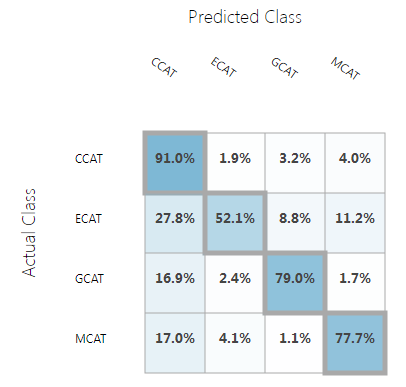 Predicted Class
CCAT ECAT GCAT MCAT
Actual Class
CCAT 91.0% 1.9% 3.2% 4.0%
ECAT 27.8% 52.1% 8.8% 11.2%
GCAT 16.9% 2.4% 79.0% 1.7%
MCAT 17.0% 4.1% 1.1% 77.7%